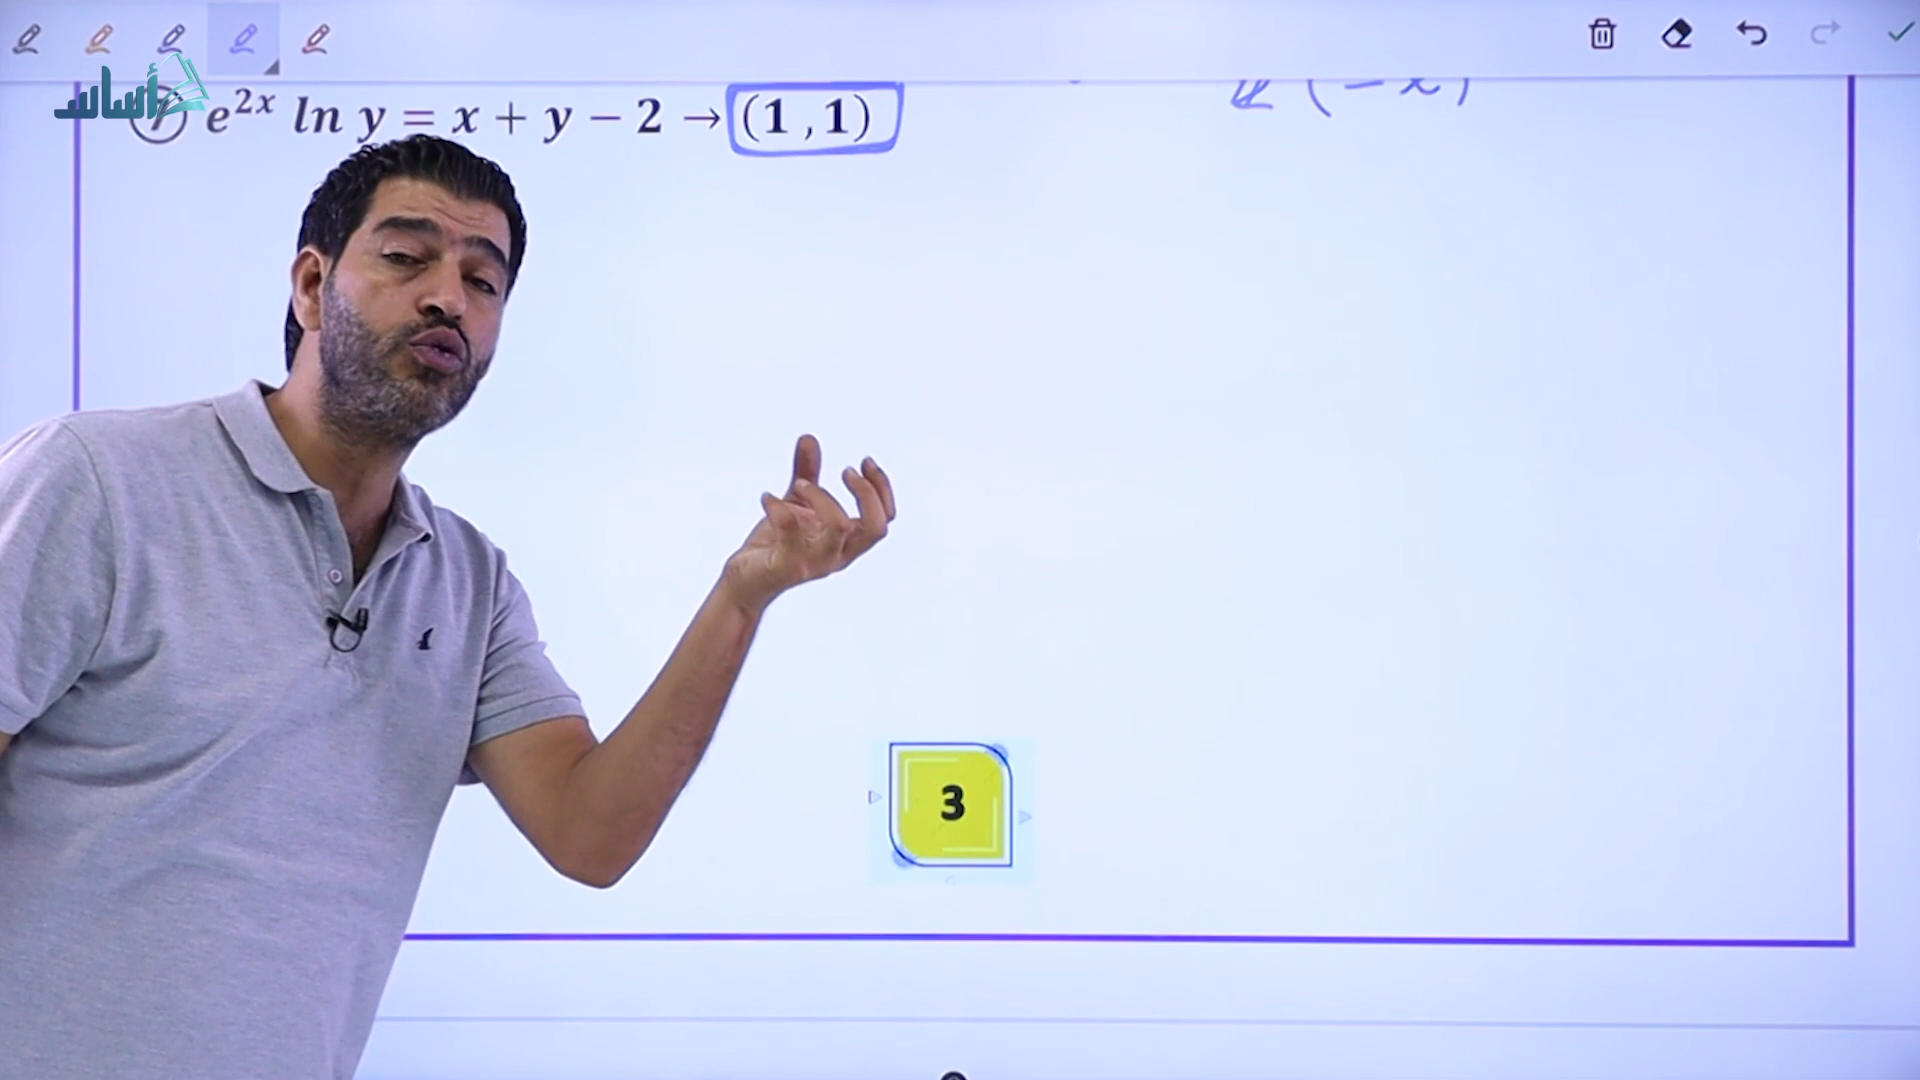 أساس
e^{2x} ln y = x + y − 2 → (1 , 1)
(−x)
3